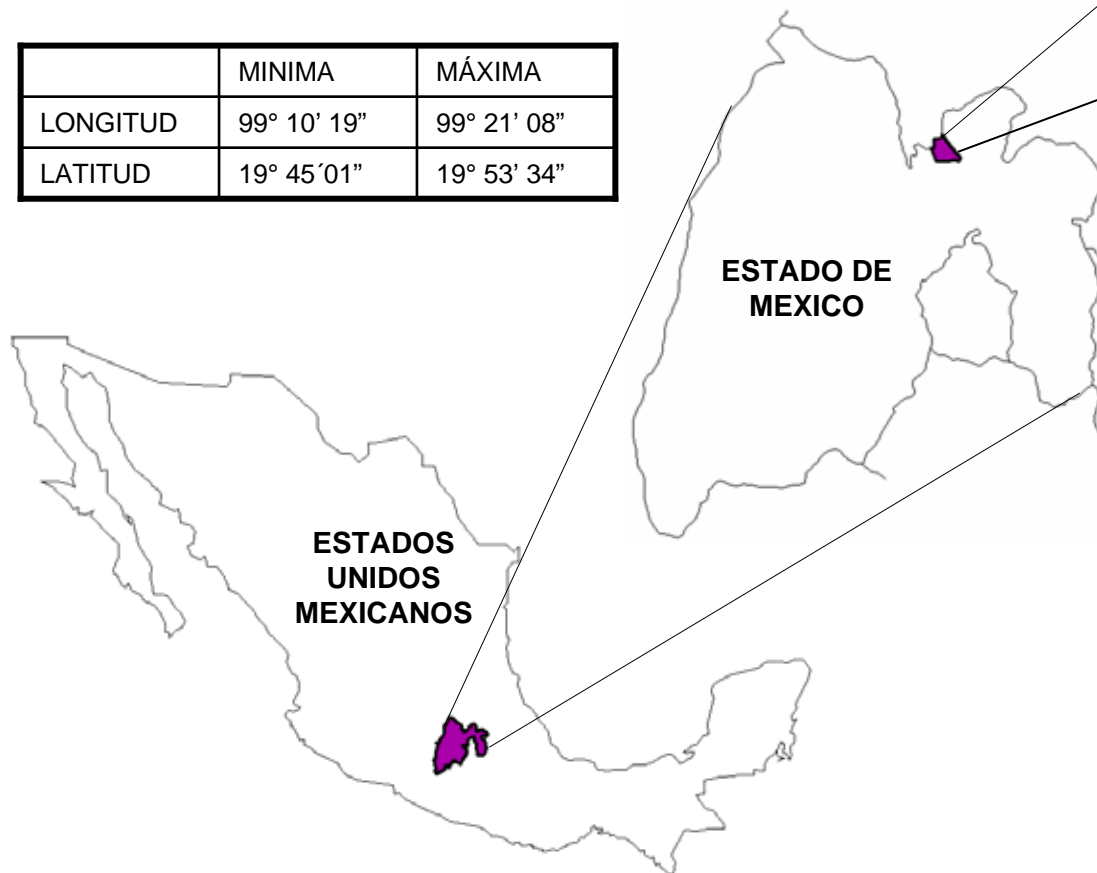 MINIMA MÁXIMA
LONGITUD 99° 10’ 19” 99° 21’ 08”
LATITUD 19° 45´01” 19° 53’ 34”
ESTADO DE
MEXICO
ESTADOS
UNIDOS
MEXICANOS